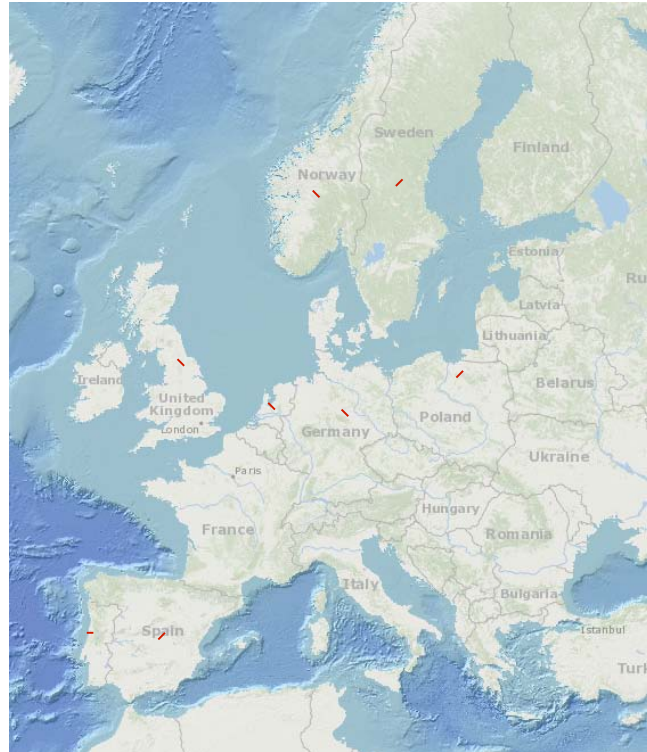 Sweden
Finland
Norway
Estonia
Ru
Latvia
Lithuania
Ireland
Belarus
United
Kingdom
London
Poland
Germany
Ukraine
Paris
Hungary
France
Romania
Italy
Bulgaria
Spain
Istanbul
Turk